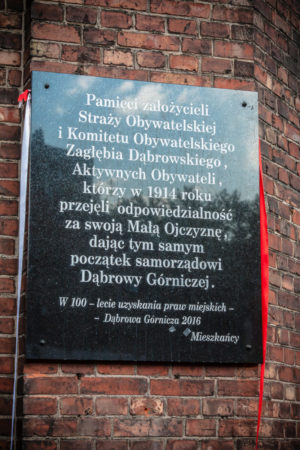 Pamięci założycieli
Straży Obywatelskiej
i Komitetu Obywatelskiego
Zagłębia Dąbrowskiego,
Aktywnych Obywateli,
którzy w 1914 roku
przejęli odpowiedzialność
za swoją Małą Ojczyznę,
dając tym samym
początek samorządowi
Dąbrowy Górniczej.
W 100 – lecie uzyskania praw miejskich –
– Dąbrowa Górnicza 2016
Mieszkańcy